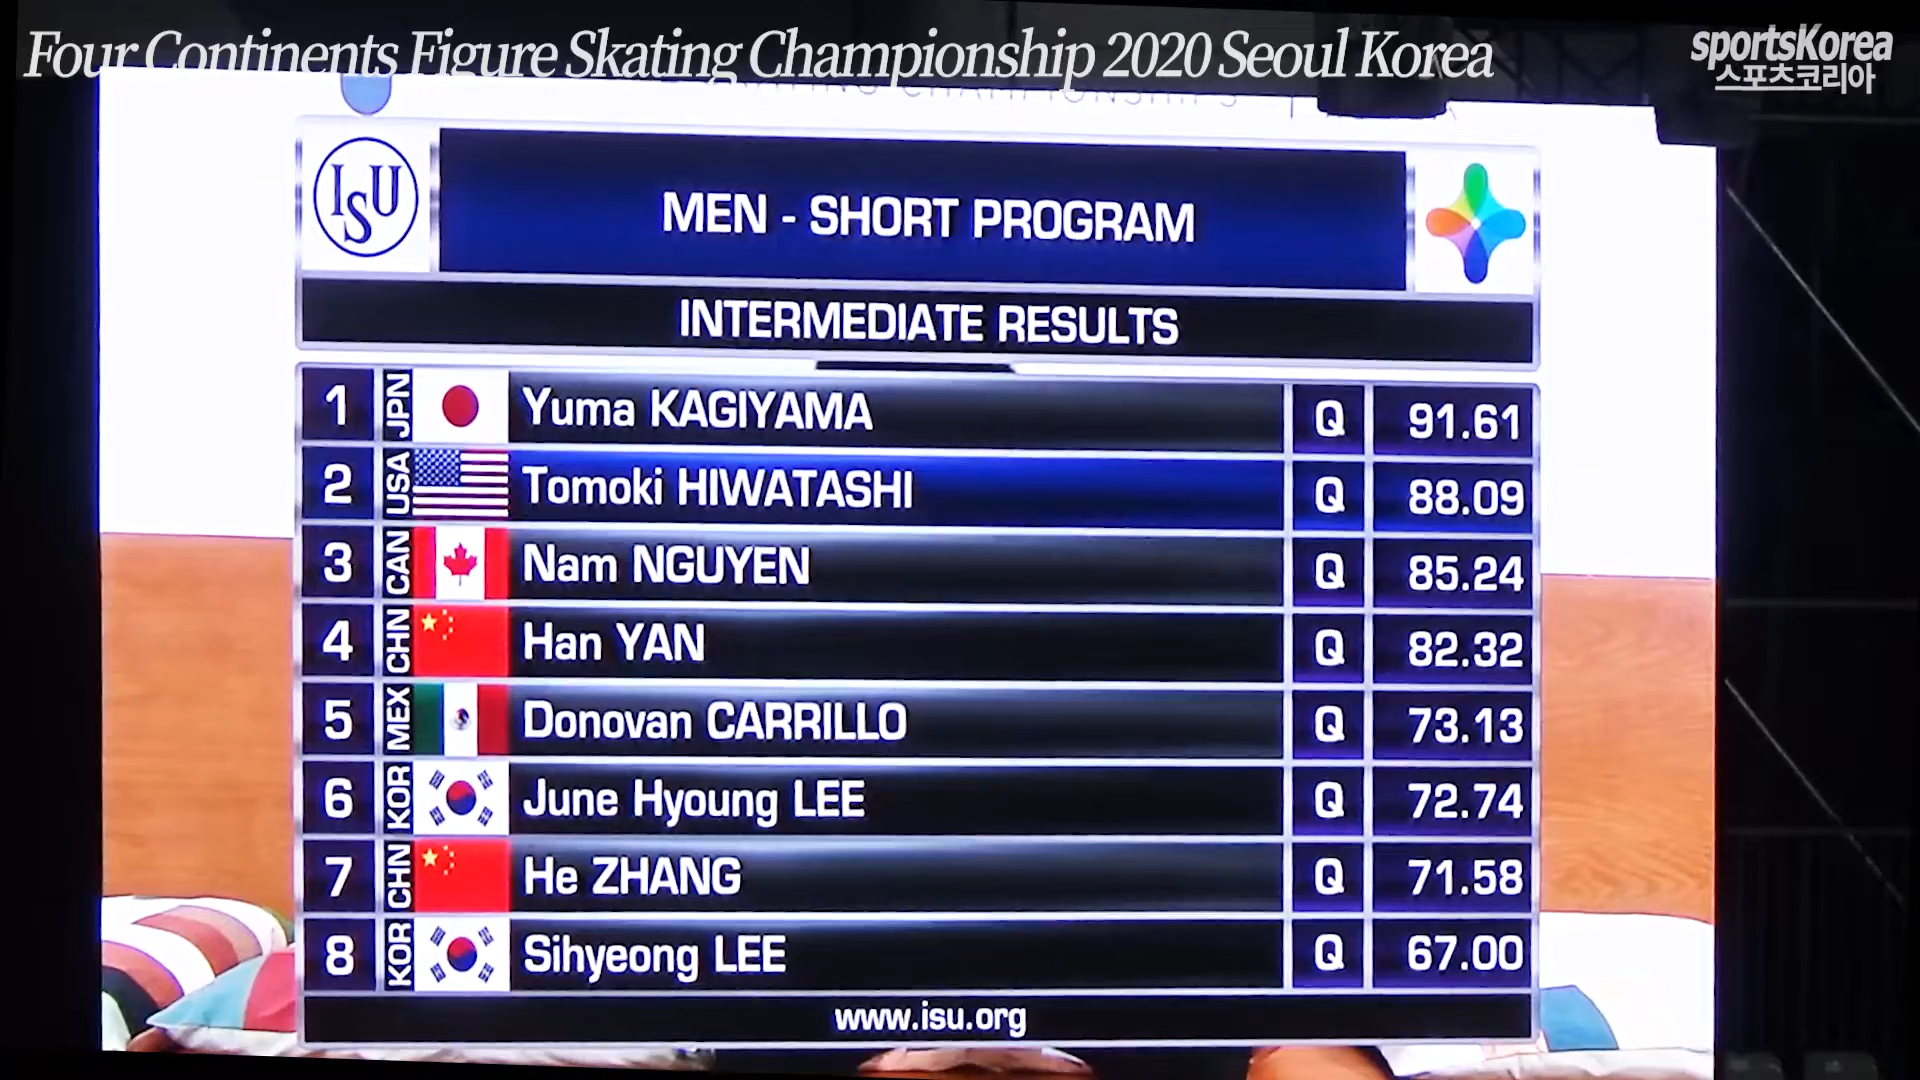 Four Continents Figure Skating Championship 2020 Seoul Korea
sportsKorea
스포츠코리아
ISU
MEN - SHORT PROGRAM
INTERMEDIATE RESULTS
1 JPN Yuma KAGIYAMA Q 91.61
2 USA Tomoki HIWATASHI Q 88.09
3 CAN Nam NGUYEN Q 85.24
4 CHN Han YAN Q 82.32
5 MEX Donovan CARRILLO Q 73.13
6 KOR June Hyoung LEE Q 72.74
7 CHN He ZHANG Q 71.58
8 KOR Sihyeong LEE Q 67.00
www.isu.org